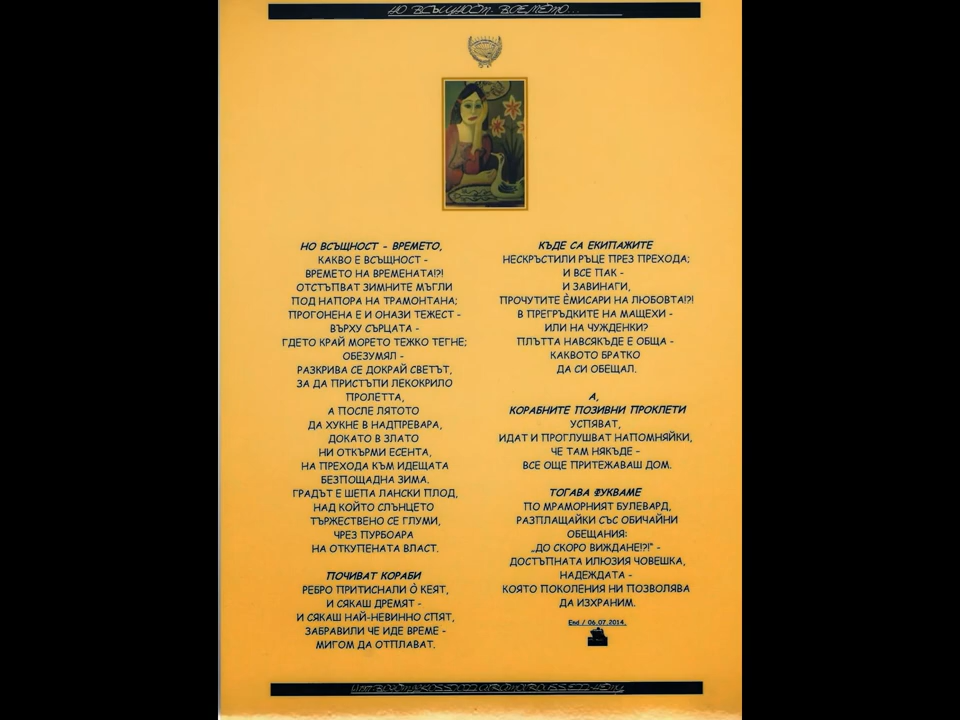 НО ВСЪЩНОСТ - ВРЕМЕТО...
НО ВСЪЩНОСТ - ВРЕМЕТО,
КАКВО Е ВСЪЩНОСТ -
ВРЕМЕТО НА ВРЕМЕНАТА!?!
ОТСТЪПВАТ ЗИМНИТЕ МЪГЛИ
ПОД НАПОРА НА ТРАМОНТАНА;
ПРОГОНЕНА Е И ОНАЗИ ТЕЖЕСТ -
ВЪРХУ СЪРЦАТА -
ГДЕТО КРАЙ МОРЕТО ТЕЖКО ТЕГНЕ;
ОБЕЗУМЯЛ -
РАЗКРИВА СЕ ДОКРАЙ СВЕТЪТ,
ЗА ДА ПРИСТЪПИ ЛЕКОКРИЛО
ПРОЛЕТТА,
А ПОСЛЕ ЛЯТОТО
ДА ХУКНЕ В НАДПРЕВАРА,
ДОКАТО В ЗЛАТО
НИ ОТКЪРМИ ЕСЕНТА,
НА ПРЕХОДА КЪМ ИДЕЩАТА
БЕЗПОЩАДНА ЗИМА.
ГРАДЪТ Е ШЕПА ЛАНСКИ ПЛОД,
НАД КОЙТО СЛЪНЦЕТО
ТЪРЖЕСТВЕНО СЕ ГЛУМИ,
ЧРЕЗ ПУРБОАРА
НА ОТКУПЕНАТА ВЛАСТ.
ПОЧИВАТ КОРАБИ
РЕБРО ПРИТИСНАЛИ Ѝ КЕЯТ,
И СЯКАШ ДРЕМЯТ -
И СЯКАШ НАЙ-НЕВИННО СПЯТ,
ЗАБРАВИЛИ ЧЕ ИДЕ ВРЕМЕ -
МИГОМ ДА ОТПЛАВАТ.
КЪДЕ СА ЕКИПАЖИТЕ
НЕСКРЪСТИЛИ РЪЦЕ ПРЕЗ ПРЕХОДА;
И ВСЕ ПАК -
И ЗАВИНАГИ,
ПРОЧУТИТЕ ЀМИСАРИ НА ЛЮБОВТА!?!
В ПРЕГРЪДКИТЕ НА МАЩЕХИ -
ИЛИ НА ЧУЖДЕНКИ?
ПЛЪТТА НАВСЯКЪДЕ Е ОБЩА -
КАКВОТО БРАТКО
ДА СИ ОБЕЩАЛ.
А,
КОРАБНИТЕ ПОЗИВНИ ПРОКЛЕТИ
УСПЯВАТ,
ИДАТ И ПРОГЛУШВАТ НАПОМНЯЙКИ,
ЧЕ ТАМ НЯКЪДЕ -
ВСЕ ОЩЕ ПРИТЕЖАВАШ ДОМ.
ТОГАВА ФУКВАМЕ
ПО МРАМОРНИЯТ БУЛЕВАРД,
РАЗПЛАЩАЙКИ СЪС ОБИЧАЙНИ
ОБЕЩАНИЯ:
„ДО СКОРО ВИЖДАНЕ!?!“ -
ДОСТЪПНАТА ИЛЮЗИЯ ЧОВЕШКА,
НАДЕЖДАТА -
КОЯТО ПОКОЛЕНИЯ НИ ПОЗВОЛЯВА
ДА ИЗХРАНИМ.
End / 06.07.2014.